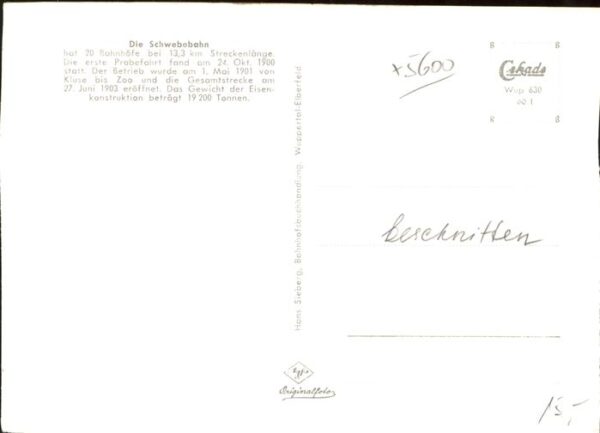 Die Schwebebahn
hat 20 Bahnhöfe bei 13,3 km Streckenlänge.
Die erste Probefahrt fand am 24. Okt. 1900
statt. Der Betrieb wurde am 1. Mai 1901 von
Kluse bis Zoo und die Gesamtstrecke am
27. Juni 1903 eröffnet. Das Gewicht der Eisen-
konstruktion beträgt 19 200 Tonnen.
Hans Sieberg, Bahnhofsbuchhandlung, Wuppertal-Elberfeld
+5600
Cekade
Wup 630
beschnitten
Originalfoto
15,-